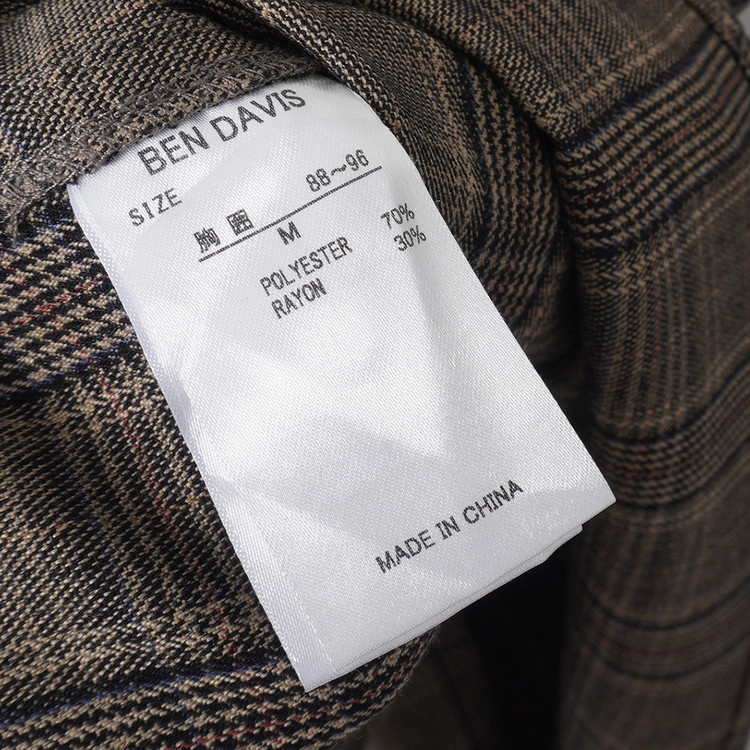 BEN DAVIS
SIZE
胸囲 88～96
M
POLYESTER 70%
RAYON 30%
MADE IN CHINA